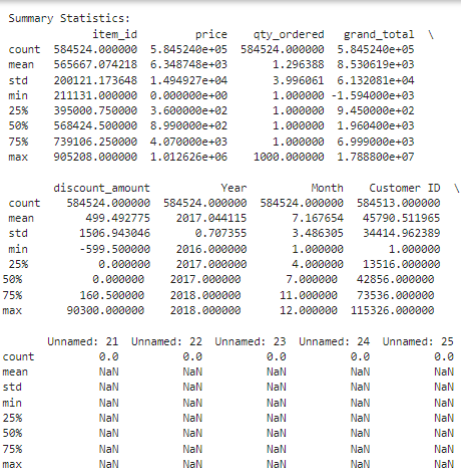 Summary Statistics:
item_id price qty_ordered grand_total \
count 584524.000000 5.845240e+05 584524.000000 5.845240e+05
mean 565667.074218 6.348748e+03 1.296388 8.530619e+03
std 200121.173648 1.494927e+04 3.996061 6.132081e+04
min 211131.000000 0.000000e+00 1.000000 -1.594000e+03
25% 395000.750000 3.600000e+02 1.000000 9.450000e+02
50% 568424.500000 8.990000e+02 1.000000 1.960400e+03
75% 739106.250000 4.070000e+03 1.000000 6.999000e+03
max 905208.000000 1.012626e+06 1000.000000 1.788800e+07
discount_amount Year Month Customer ID \
count 584524.000000 584524.000000 584524.000000 584513.000000
mean 499.492775 2017.044115 7.167654 45790.511965
std 1506.943046 0.707355 3.486305 34414.962389
min -599.500000 2016.000000 1.000000 1.000000
25% 0.000000 2017.000000 4.000000 13516.000000
50% 0.000000 2017.000000 7.000000 42856.000000
75% 160.500000 2018.000000 11.000000 73536.000000
max 90300.000000 2018.000000 12.000000 115326.000000
Unnamed: 21 Unnamed: 22 Unnamed: 23 Unnamed: 24 Unnamed: 25
count 0.0 0.0 0.0 0.0 0.0
mean NaN NaN NaN NaN NaN
std NaN NaN NaN NaN NaN
min NaN NaN NaN NaN NaN
25% NaN NaN NaN NaN NaN
50% NaN NaN NaN NaN NaN
75% NaN NaN NaN NaN NaN
max NaN NaN NaN NaN NaN